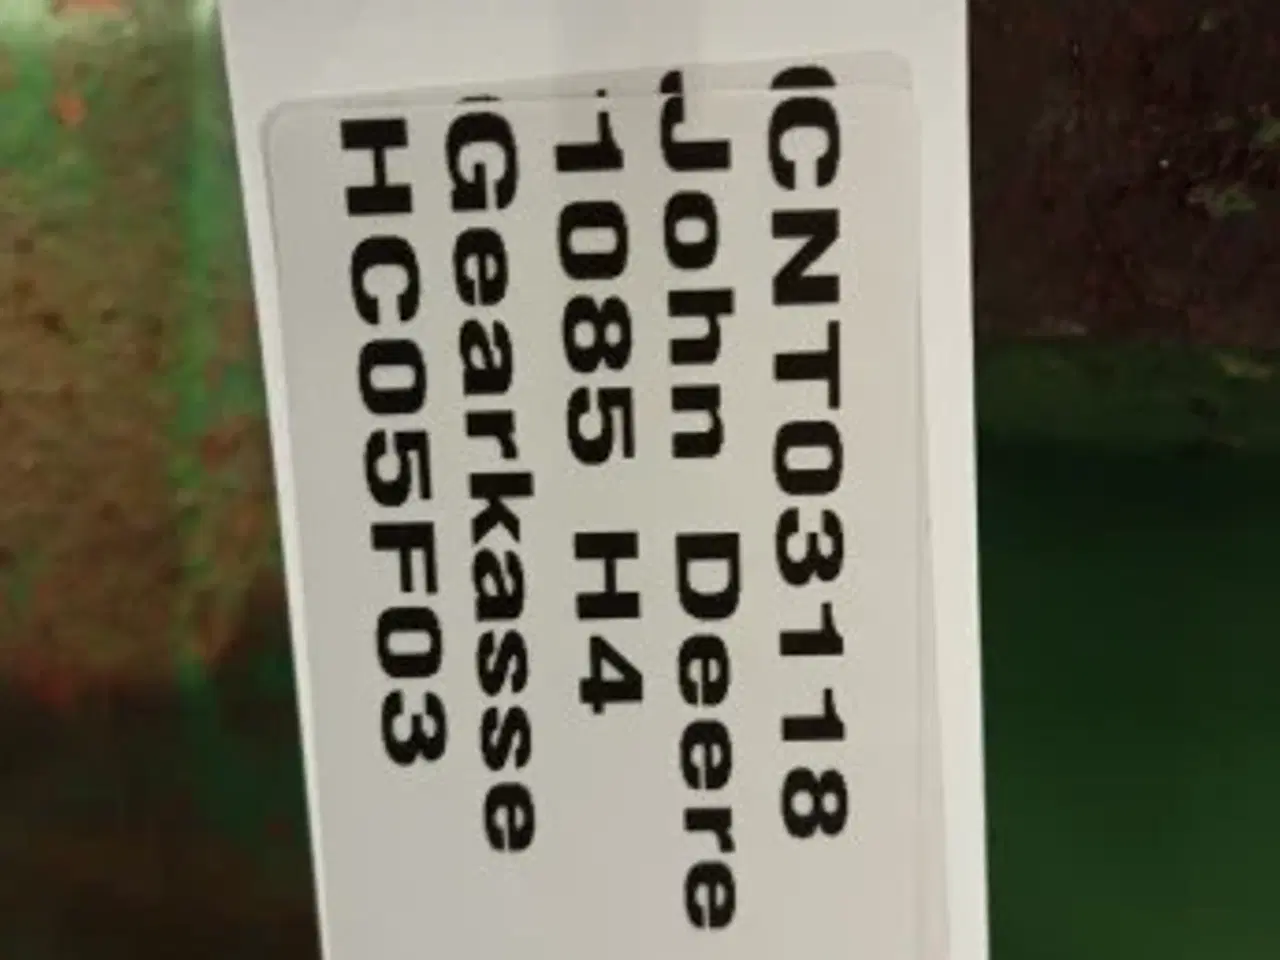 CNT03118
John Deere
1085 H4
Gearkasse
HC05F03